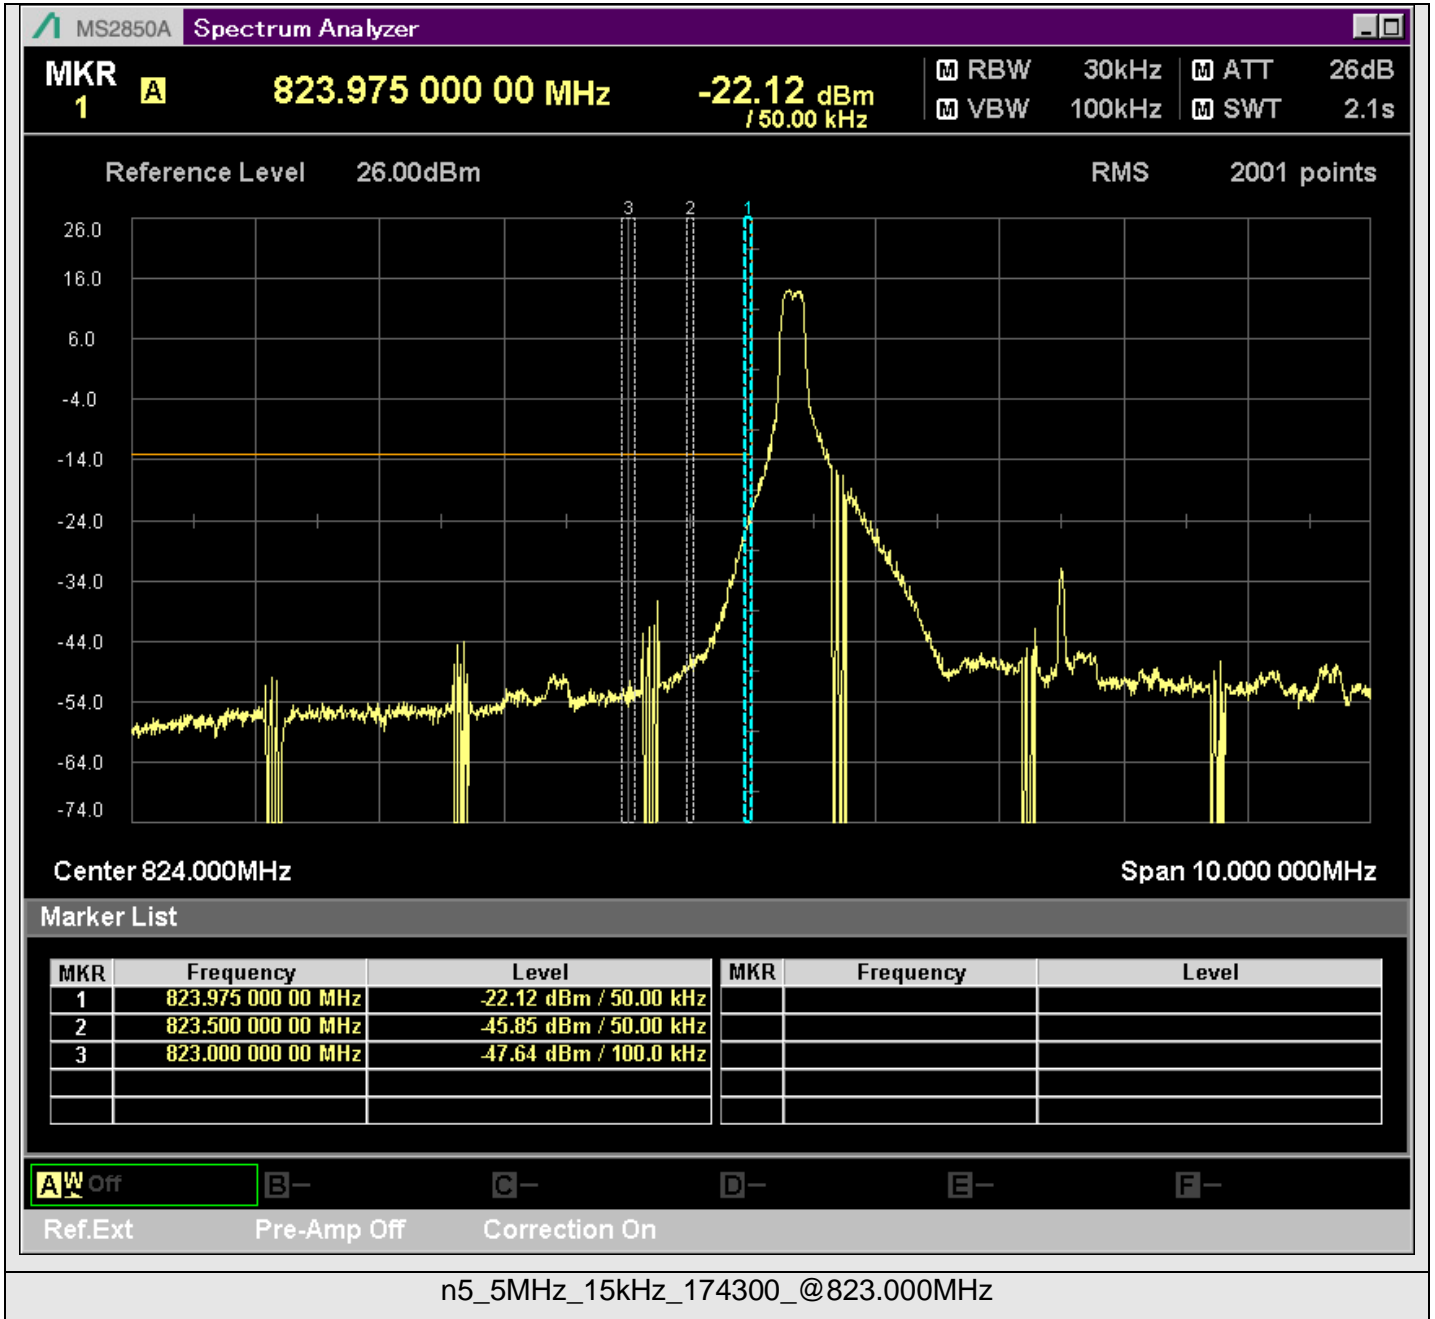 MS2850A Spectrum Analyzer
MKR 1 A 823.975 000 00 MHz -22.12 dBm / 50.00 kHz
M RBW 30kHz M ATT 26dB
M VBW 100kHz M SWT 2.1s
Reference Level 26.00dBm RMS 2001 points
3 2 1
26.0
16.0
6.0
-4.0
-14.0
-24.0
-34.0
-44.0
-54.0
-64.0
-74.0
Center 824.000MHz Span 10.000 000MHz
Marker List
MKR Frequency Level MKR Frequency Level
1 823.975 000 00 MHz -22.12 dBm / 50.00 kHz
2 823.500 000 00 MHz -45.85 dBm / 50.00 kHz
3 823.000 000 00 MHz -47.64 dBm / 100.0 kHz
A W Off B — C — D — E — F —
Ref.Ext Pre-Amp Off Correction On
n5_5MHz_15kHz_174300_@823.000MHz